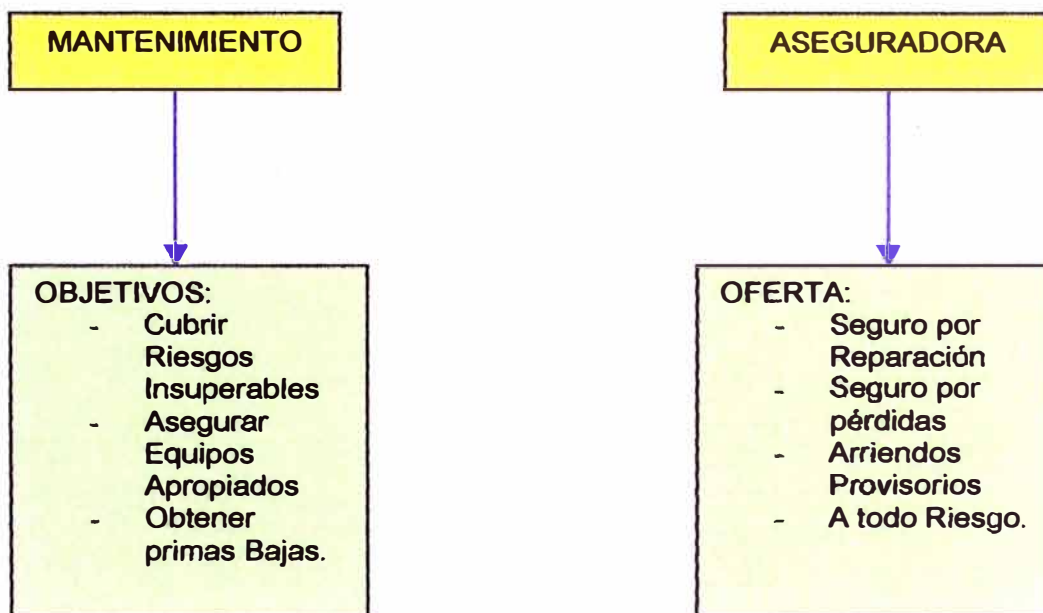 MANTENIMIENTO
OBJETIVOS:
- Cubrir
Riesgos
Insuperables
- Asegurar
Equipos
Apropiados
- Obtener
primas Bajas.
ASEGURADORA
OFERTA:
- Seguro por
Reparación
- Seguro por
pérdidas
- Arriendos
Provisorios
- A todo Riesgo.